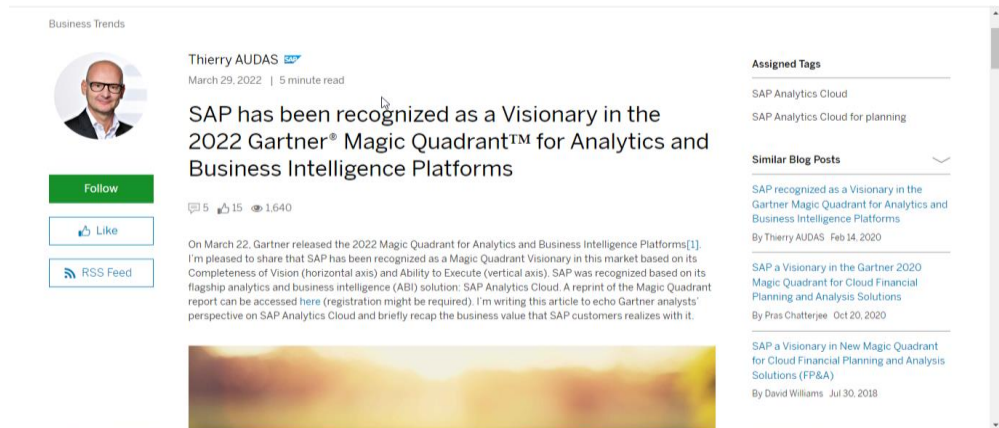 Business Trends
Thierry AUDAS SAP
March 29, 2022 | 5 minute read
SAP has been recognized as a Visionary in the
2022 Gartner® Magic Quadrant™ for Analytics and
Business Intelligence Platforms
Follow
Like
RSS Feed
5 15 1,640
On March 22, Gartner released the 2022 Magic Quadrant for Analytics and Business Intelligence Platforms[1].
I'm pleased to share that SAP has been recognized as a Magic Quadrant Visionary in this market based on its
Completeness of Vision (horizontal axis) and Ability to Execute (vertical axis). SAP was recognized based on its
flagship analytics and business intelligence (ABI) solution: SAP Analytics Cloud. A reprint of the Magic Quadrant
report can be accessed here (registration might be required). I'm writing this article to echo Gartner analysts'
perspective on SAP Analytics Cloud and briefly recap the business value that SAP customers realizes with it.
Assigned Tags
SAP Analytics Cloud
SAP Analytics Cloud for planning
Similar Blog Posts
SAP recognized as a Visionary in the
Gartner Magic Quadrant for Analytics and
Business Intelligence Platforms
By Thierry AUDAS Feb 14, 2020
SAP a Visionary in the Gartner 2020
Magic Quadrant for Cloud Financial
Planning and Analysis Solutions
By Pras Chatterjee Oct 20, 2020
SAP a Visionary in New Magic Quadrant
for Cloud Financial Planning and Analysis
Solutions (FP&A)
By David Williams Jul 30, 2018